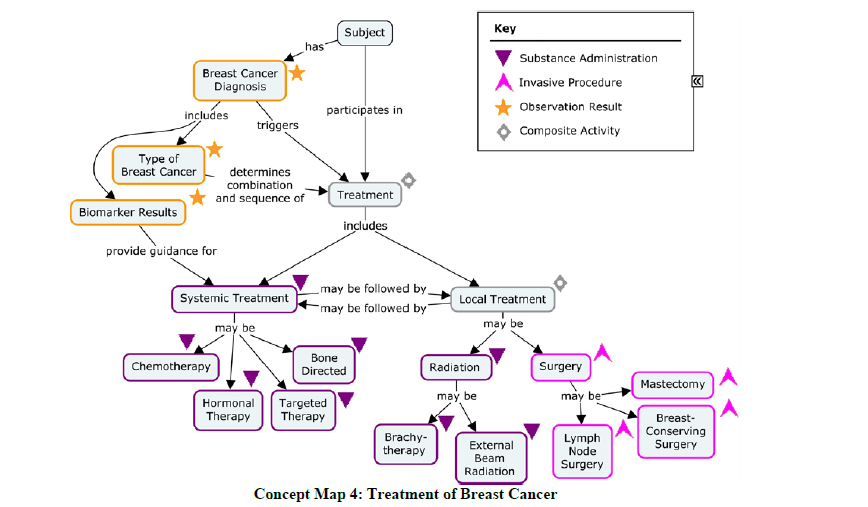 Subject
has
Breast Cancer
Diagnosis
includes
triggers
participates in
Type of
Breast Cancer
determines
combination
and sequence of
Treatment
Biomarker Results
includes
provide guidance for
Systemic Treatment
may be followed by
may be followed by
Local Treatment
may be
Chemotherapy
Hormonal
Therapy
Targeted
Therapy
Bone
Directed
may be
Radiation
Surgery
may be
Brachy-
therapy
External
Beam
Radiation
may be
Mastectomy
Breast-
Conserving
Surgery
Lymph
Node
Surgery
Key
Substance Administration
Invasive Procedure
Observation Result
Composite Activity
Concept Map 4: Treatment of Breast Cancer